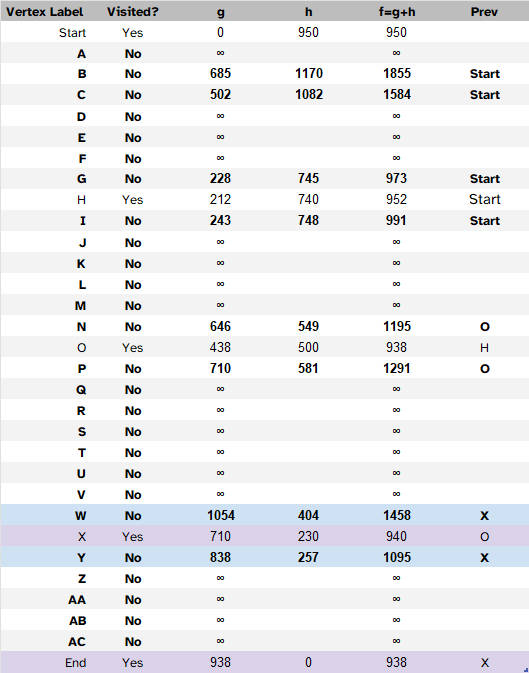 Vertex Label Visited? g h f=g+h Prev
Start Yes 0 950 950
A No ∞ ∞
B No 685 1170 1855 Start
C No 502 1082 1584 Start
D No ∞ ∞
E No ∞ ∞
F No ∞ ∞
G No 228 745 973 Start
H Yes 212 740 952 Start
I No 243 748 991 Start
J No ∞ ∞
K No ∞ ∞
L No ∞ ∞
M No ∞ ∞
N No 646 549 1195 O
O Yes 438 500 938 H
P No 710 581 1291 O
Q No ∞ ∞
R No ∞ ∞
S No ∞ ∞
T No ∞ ∞
U No ∞ ∞
V No ∞ ∞
W No 1054 404 1458 X
X Yes 710 230 940 O
Y No 838 257 1095 X
Z No ∞ ∞
AA No ∞ ∞
AB No ∞ ∞
AC No ∞ ∞
End Yes 938 0 938 X